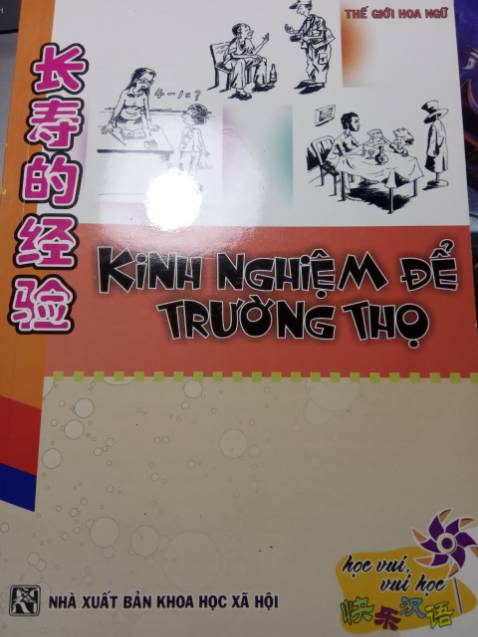 THẾ GIỚI HOA NGỮ
长寿的经验
4-1=?
KINH NGHIỆM ĐỂ
TRƯỜNG THỌ
học vui,
vui học
快乐汉语
NHÀ XUẤT BẢN KHOA HỌC XÃ HỘI